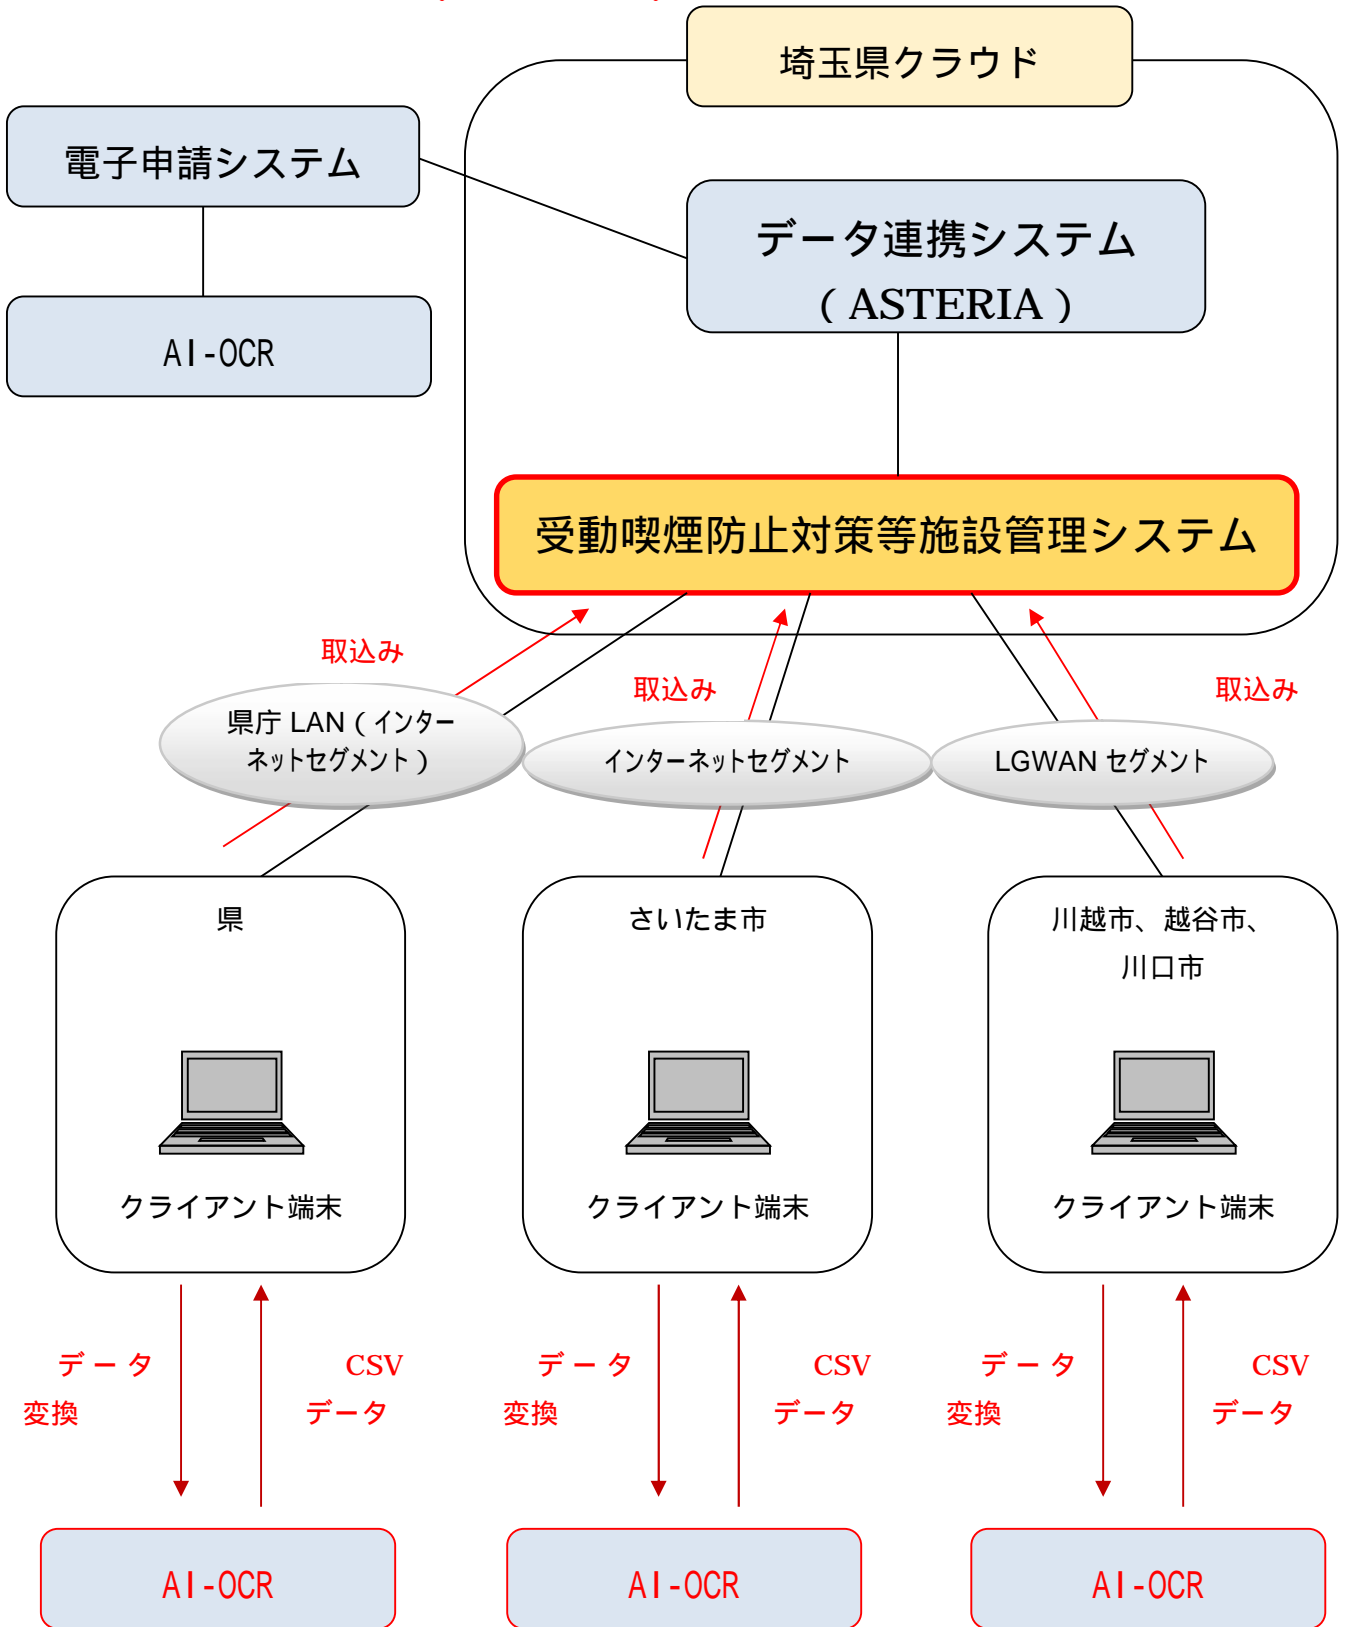 埼玉県クラウド
電子申請システム
データ連携システム
（ASTERIA）
AI-OCR
受動喫煙防止対策等施設管理システム
取込み
取込み
取込み
県庁 LAN（インター
ネットセグメント）
インターネットセグメント
LGWAN セグメント
県
さいたま市
川越市、越谷市、
川口市
クライアント端末
クライアント端末
クライアント端末
データ
変換
CSV
データ
データ
変換
CSV
データ
データ
変換
CSV
データ
AI-OCR
AI-OCR
AI-OCR